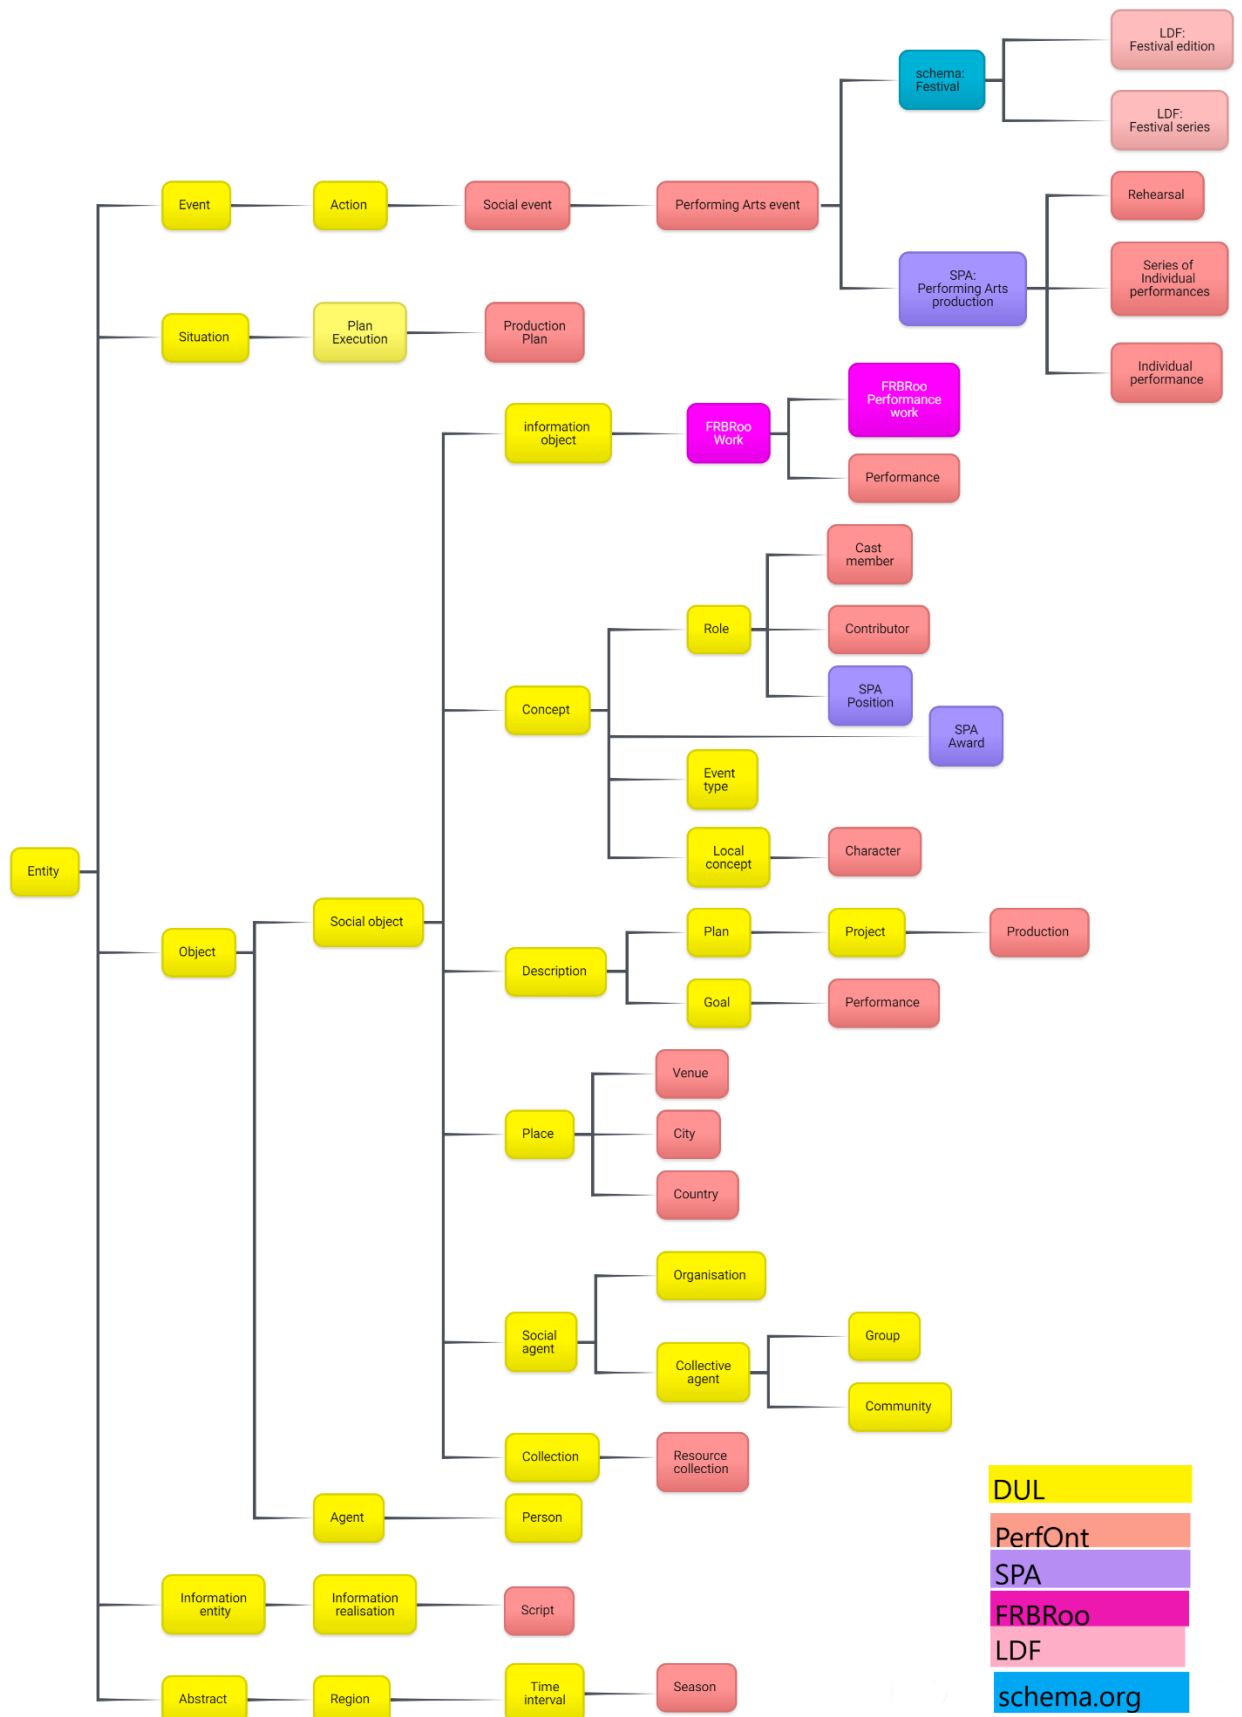 LDF:
Festival edition
schema:
Festival
LDF:
Festival series
Event
Action
Social event
Performing Arts event
Rehearsal
SPA:
Performing Arts
production
Series of
Individual
performances
Individual
performance
Situation
Plan
Execution
Production
Plan
information
object
FRBRoo
Work
FRBRoo
Performance
work
Performance
Cast
member
Role
Contributor
SPA
Position
Concept
SPA
Award
Event
type
Local
concept
Character
Entity
Object
Social object
Description
Plan
Project
Production
Goal
Performance
Venue
Place
City
Country
Organisation
Social
agent
Collective
agent
Group
Community
Collection
Resource
collection
Agent
Person
Information
entity
Information
realisation
Script
Abstract
Region
Time
interval
Season
DUL
PerfOnt
SPA
FRBRoo
LDF
schema.org